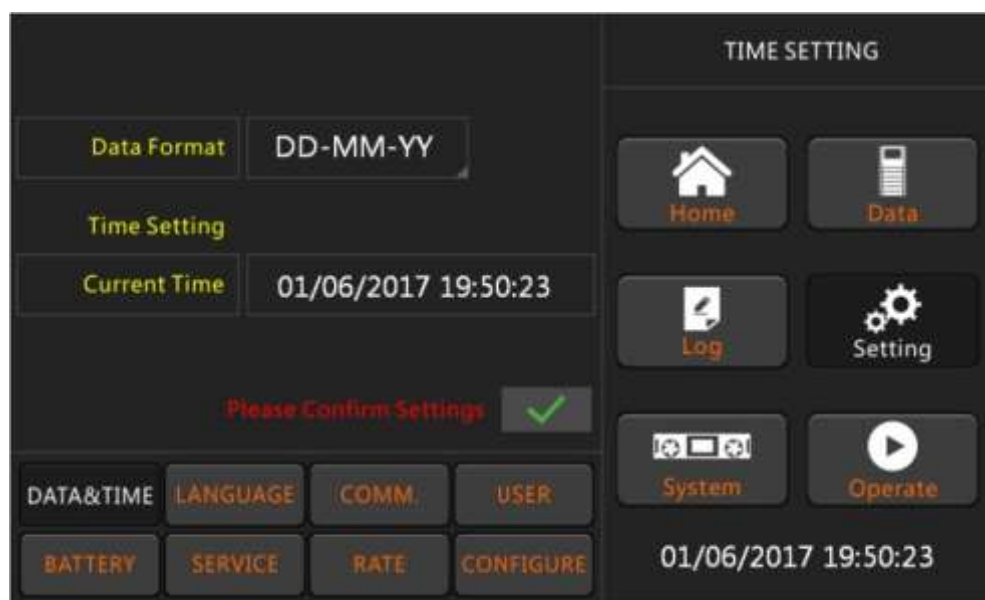 TIME SETTING
Data Format DD-MM-YY
Time Setting
Current Time 01/06/2017 19:50:23
Please Confirm Settings
Home Data
Log Setting
System Operate
DATA&TIME LANGUAGE COMM. USER
BATTERY SERVICE RATE CONFIGURE
01/06/2017 19:50:23